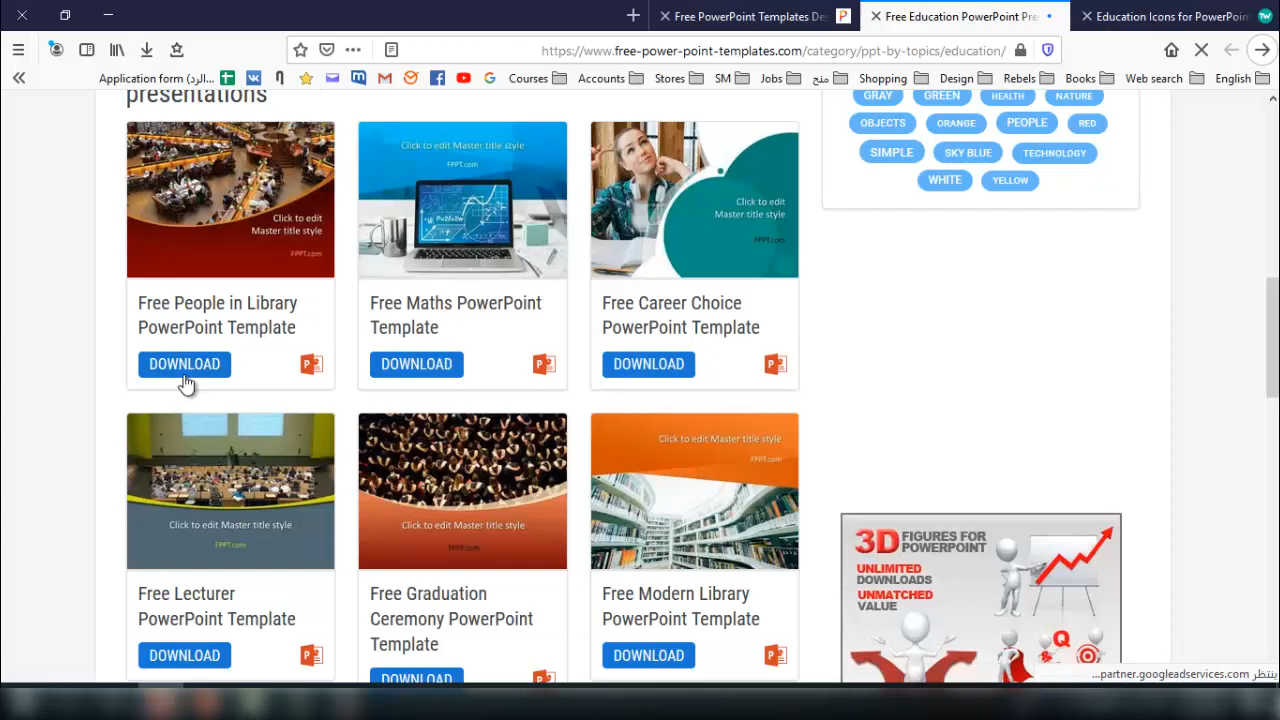 Free PowerPoint Templates De
Free Education PowerPoint Pre
Education Icons for PowerPoint
https://www.free-power-point-templates.com/category/ppt-by-topics/education/
Application form (الرد)
Courses
Accounts
Stores
SM
Jobs
منح
Shopping
Design
Rebels
Books
Web search
English
presentations
GRAY
GREEN
HEALTH
NATURE
OBJECTS
ORANGE
PEOPLE
RED
SIMPLE
SKY BLUE
TECHNOLOGY
WHITE
YELLOW
Click to edit
Master title style
FPPT.com
Click to edit Master title style
FPPT.com
Click to edit
Master title style
FPPT.com
Free People in Library
PowerPoint Template
DOWNLOAD
Free Maths PowerPoint
Template
DOWNLOAD
Free Career Choice
PowerPoint Template
DOWNLOAD
Click to edit Master title style
FPPT.com
Click to edit Master title style
FPPT.com
Click to edit Master title style
FPPT.com
Free Lecturer
PowerPoint Template
DOWNLOAD
Free Graduation
Ceremony PowerPoint
Template
DOWNLOAD
Free Modern Library
PowerPoint Template
DOWNLOAD
3D FIGURES FOR
POWERPOINT
UNLIMITED
DOWNLOADS
UNMATCHED
VALUE
ينتظر partner.googleadservices.com...